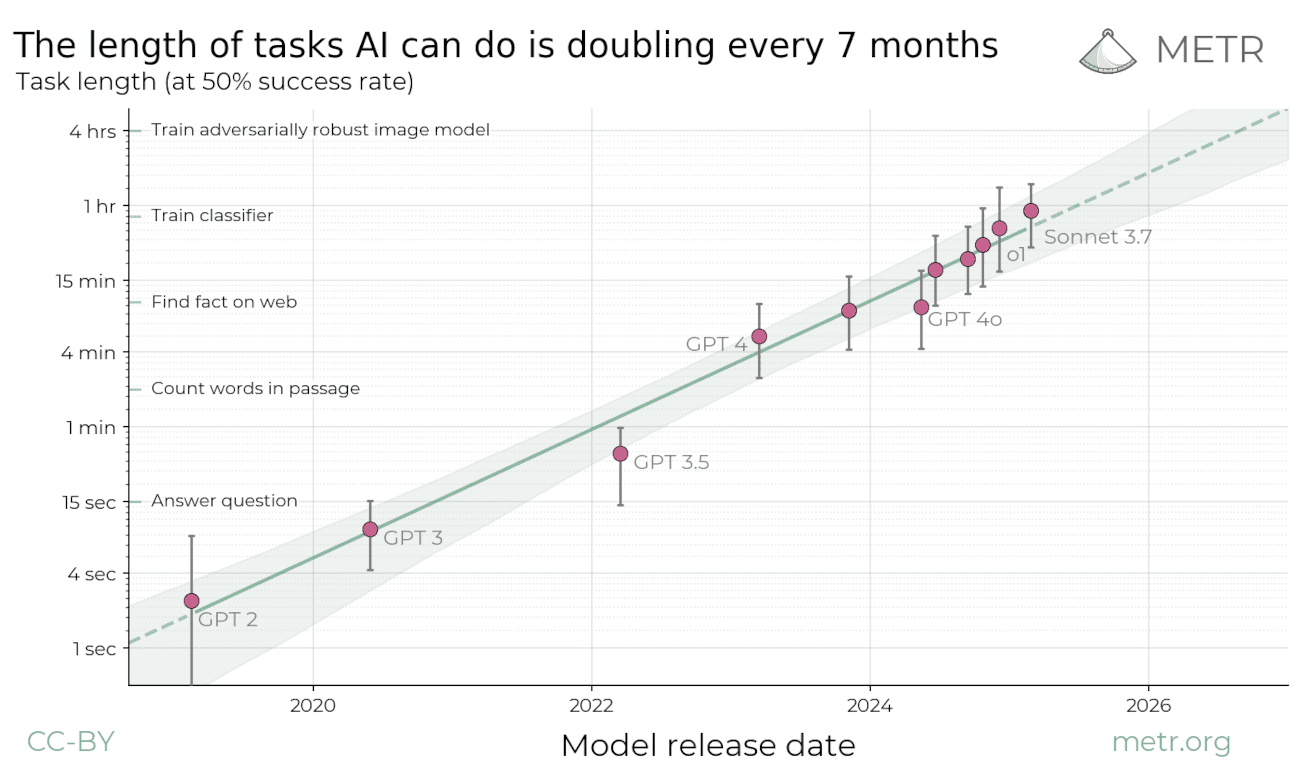 The length of tasks AI can do is doubling every 7 months
METR
Task length (at 50% success rate)
4 hrs
Train adversarially robust image model
1 hr
Train classifier
Sonnet 3.7
o1
15 min
Find fact on web
GPT 4o
GPT 4
4 min
Count words in passage
1 min
GPT 3.5
15 sec
Answer question
GPT 3
4 sec
GPT 2
1 sec
2020
2022
2024
2026
CC-BY
Model release date
metr.org